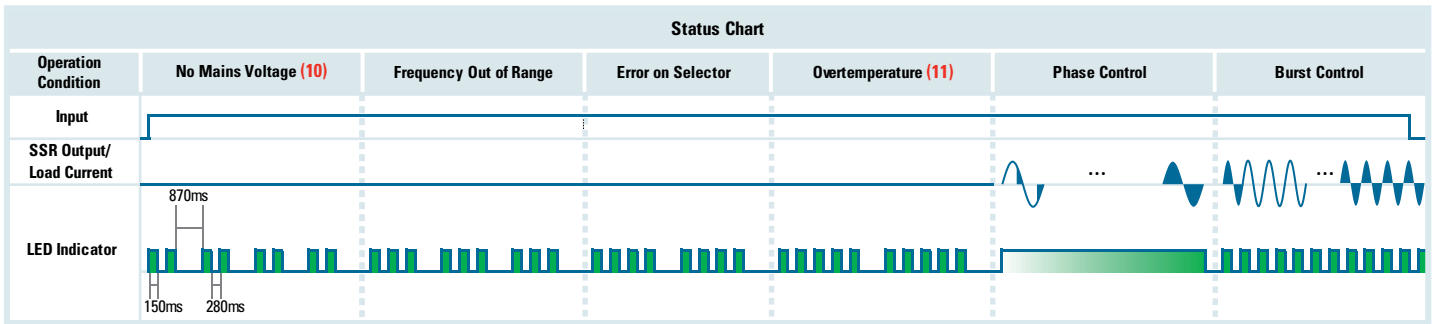 Status Chart
Operation
Condition
No Mains Voltage (10)
Frequency Out of Range
Error on Selector
Overtemperature (11)
Phase Control
Burst Control
Input
SSR Output/
Load Current
...
...
870ms
LED Indicator
150ms
280ms